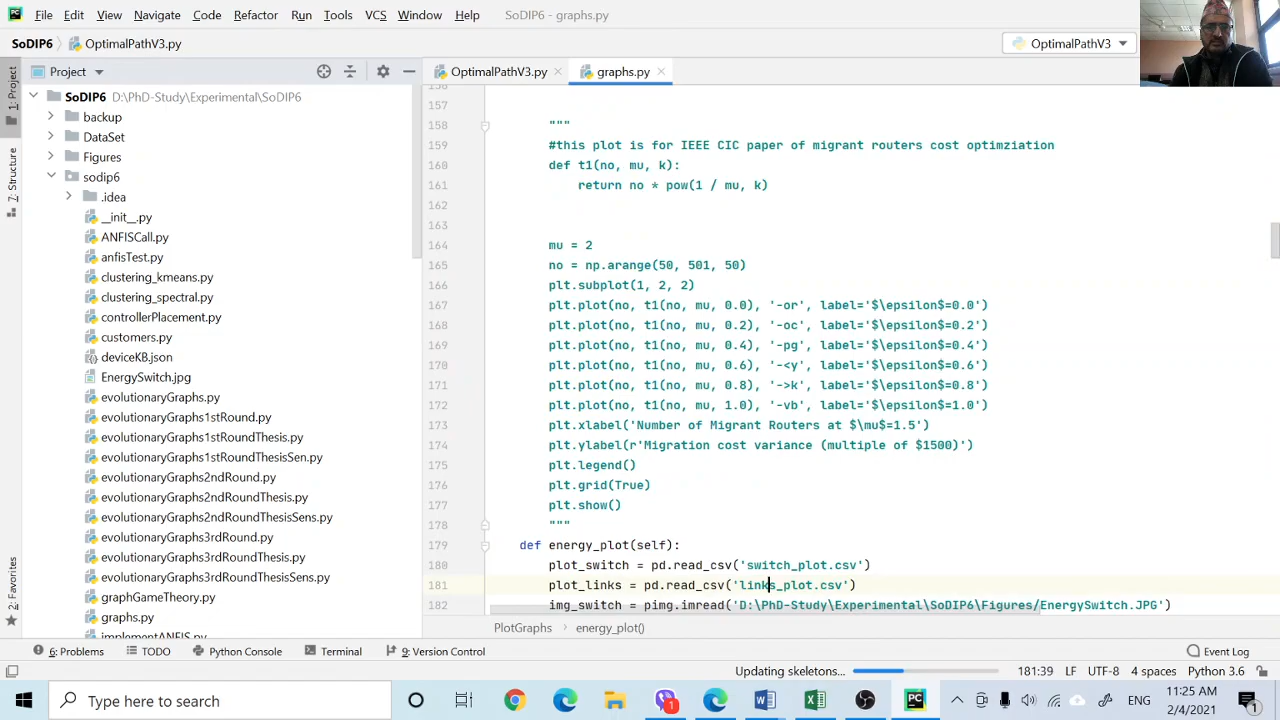 File Edit View Navigate Code Refactor Run Tools VCS Window Help SoDIP6 - graphs.py
SoDIP6 OptimalPathV3.py OptimalPathV3
Project OptimalPathV3.py graphs.py
1: Project
7: Structure
2: Favorites
SoDIP6 D:\PhD-Study\Experimental\SoDIP6
backup
DataSet
Figures
sodip6
.idea
__init__.py
ANFISCall.py
anfisTest.py
clustering_kmeans.py
clustering_spectral.py
controllerPlacement.py
customers.py
deviceKB.json
EnergySwitch.jpg
evolutionaryGraphs.py
evolutionaryGraphs1stRound.py
evolutionaryGraphs1stRoundThesis.py
evolutionaryGraphs1stRoundThesisSen.py
evolutionaryGraphs2ndRound.py
evolutionaryGraphs2ndRoundThesis.py
evolutionaryGraphs2ndRoundThesisSens.py
evolutionaryGraphs3rdRound.py
evolutionaryGraphs3rdRoundThesis.py
evolutionaryGraphs3rdRoundThesisSens.py
graphGameTheory.py
graphs.py
implementANFIS.py
156
157
158 """
159 #this plot is for IEEE CIC paper of migrant routers cost optimziation
160 def t1(no, mu, k):
161 return no * pow(1 / mu, k)
162
163
164 mu = 2
165 no = np.arange(50, 501, 50)
166 plt.subplot(1, 2, 2)
167 plt.plot(no, t1(no, mu, 0.0), '-or', label='$\epsilon$=0.0')
168 plt.plot(no, t1(no, mu, 0.2), '-oc', label='$\epsilon$=0.2')
169 plt.plot(no, t1(no, mu, 0.4), '-pg', label='$\epsilon$=0.4')
170 plt.plot(no, t1(no, mu, 0.6), '-<y', label='$\epsilon$=0.6')
171 plt.plot(no, t1(no, mu, 0.8), '->k', label='$\epsilon$=0.8')
172 plt.plot(no, t1(no, mu, 1.0), '-vb', label='$\epsilon$=1.0')
173 plt.xlabel('Number of Migrant Routers at $\mu$=1.5')
174 plt.ylabel(r'Migration cost variance (multiple of $1500)')
175 plt.legend()
176 plt.grid(True)
177 plt.show()
178 """
179 def energy_plot(self):
180 plot_switch = pd.read_csv('switch_plot.csv')
181 plot_links = pd.read_csv('links_plot.csv')
182 img_switch = pimg.imread('D:\PhD-Study\Experimental\SoDIP6\Figures/EnergySwitch.JPG')
PlotGraphs energy_plot()
6: Problems TODO Python Console Terminal 9: Version Control Event Log
Updating skeletons... 181:39 LF UTF-8 4 spaces Python 3.6
Type here to search 1 ENG 11:25 AM 1
2/4/2021